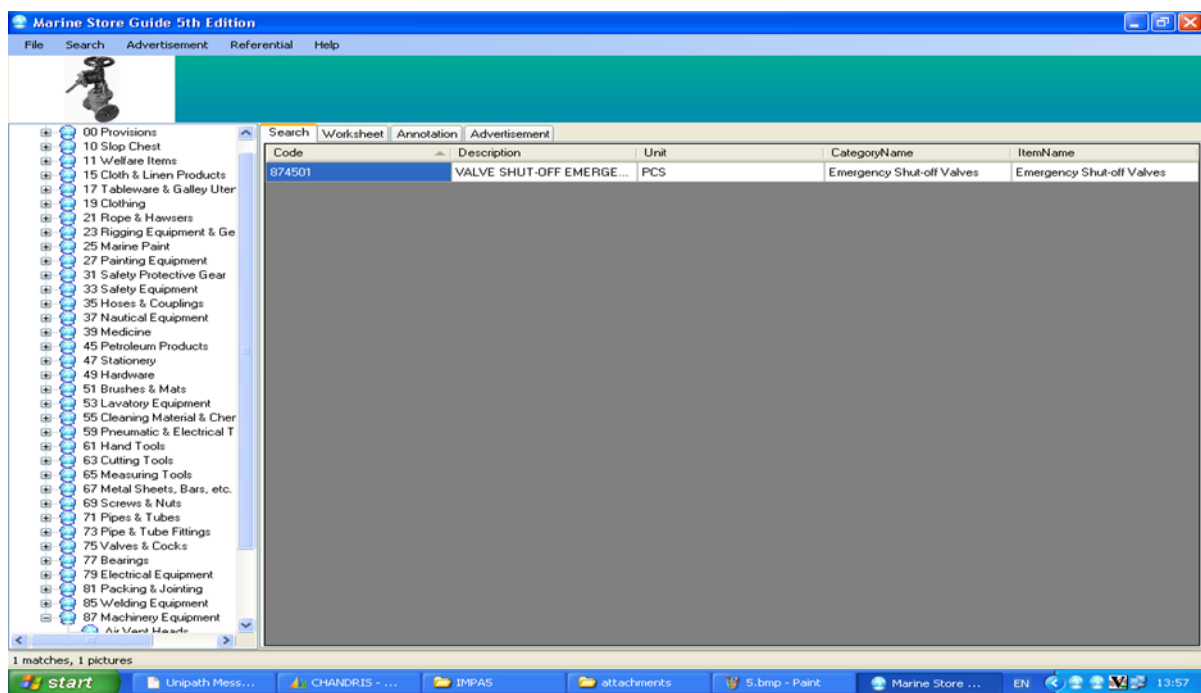 Marine Store Guide 5th Edition
File Search Advertisement Referential Help
00 Provisions
10 Slop Chest
11 Welfare Items
15 Cloth & Linen Products
17 Tableware & Galley Uter
19 Clothing
21 Rope & Hawsers
23 Rigging Equipment & Ge
25 Marine Paint
27 Painting Equipment
31 Safety Protective Gear
33 Safety Equipment
35 Hoses & Couplings
37 Nautical Equipment
39 Medicine
45 Petroleum Products
47 Stationery
49 Hardware
51 Brushes & Mats
53 Lavatory Equipment
55 Cleaning Material & Cher
59 Pneumatic & Electrical T
61 Hand Tools
63 Cutting Tools
65 Measuring Tools
67 Metal Sheets, Bars, etc.
69 Screws & Nuts
71 Pipes & Tubes
73 Pipe & Tube Fittings
75 Valves & Cocks
77 Bearings
79 Electrical Equipment
81 Packing & Jointing
85 Welding Equipment
87 Machinery Equipment
Air Vent Heads
Search Worksheet Annotation Advertisement
Code Description Unit CategoryName ItemName
874501 VALVE SHUT-OFF EMERGE... PCS Emergency Shut-off Valves Emergency Shut-off Valves
1 matches, 1 pictures
start Unipath Mess... CHANDRIS - ... IMPA5 attachments 5.bmp - Paint Marine Store ... EN 13:57